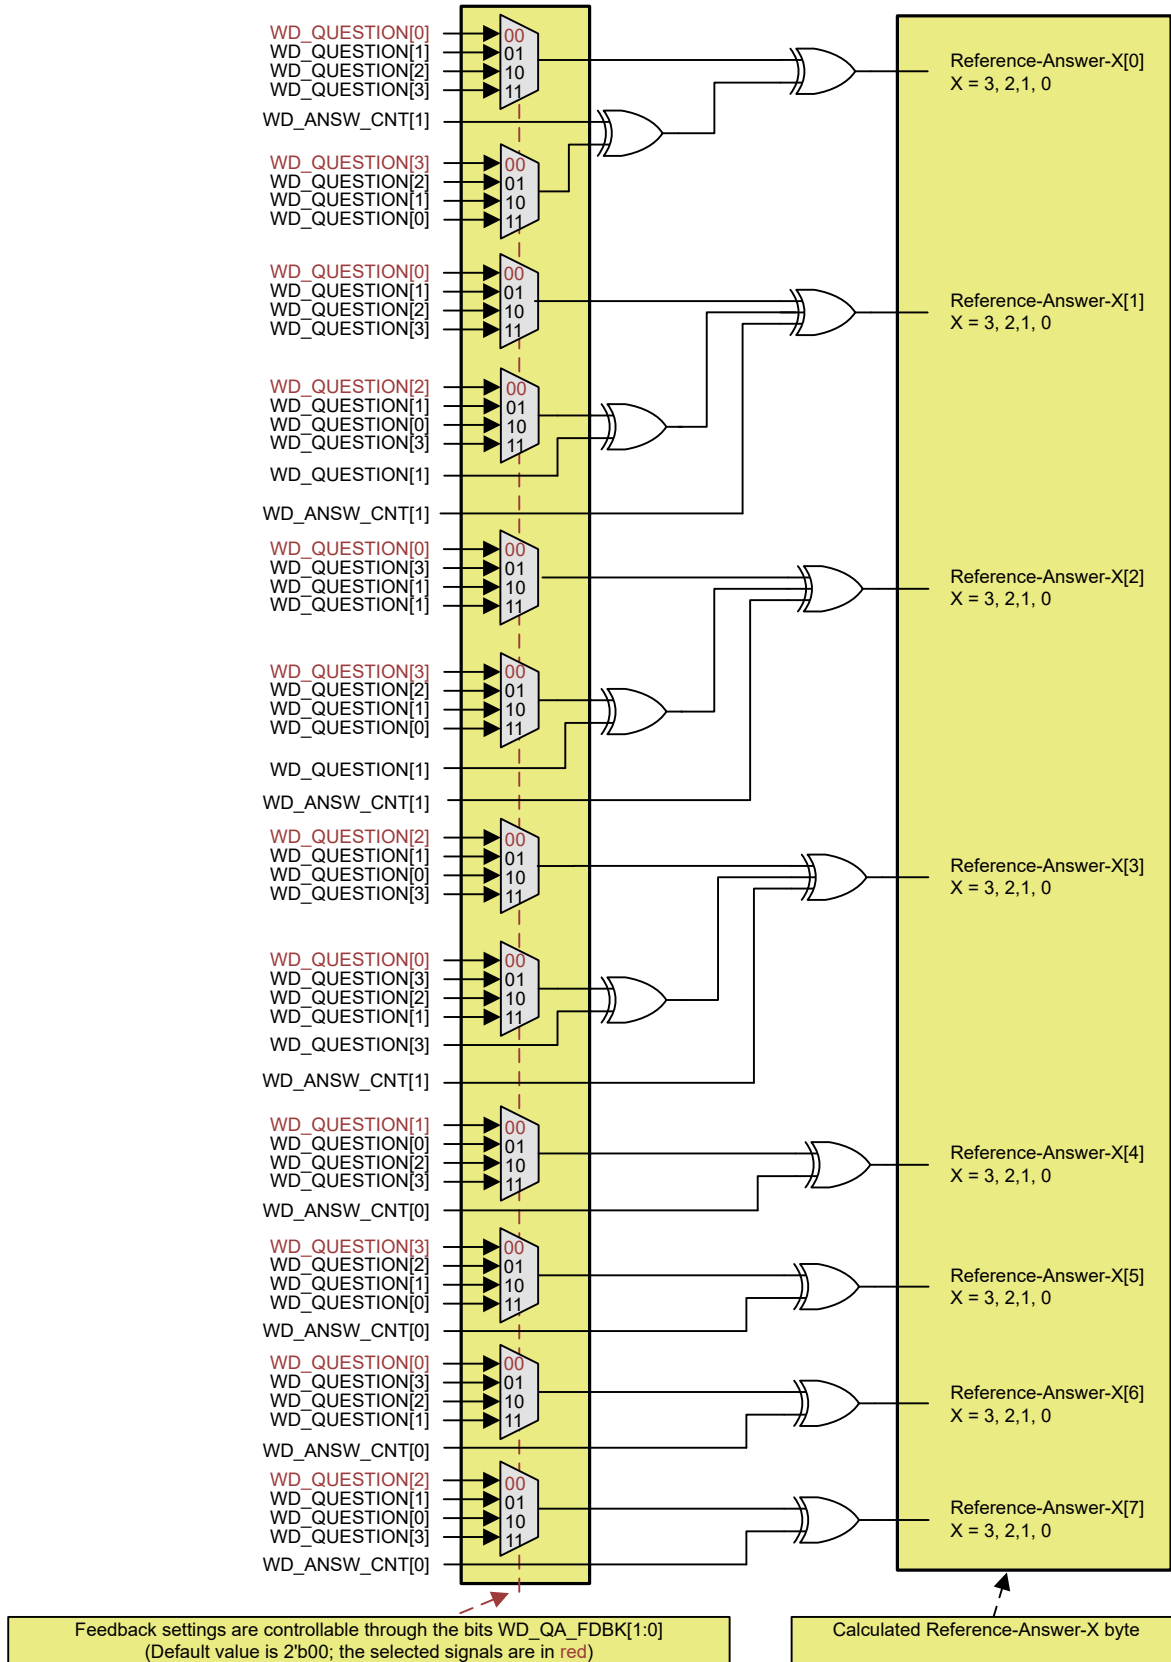 WD_QUESTION[0]
WD_QUESTION[1]
WD_QUESTION[2]
WD_QUESTION[3]
00
01
10
11
WD_ANSW_CNT[1]
WD_QUESTION[3]
WD_QUESTION[2]
WD_QUESTION[1]
WD_QUESTION[0]
00
01
10
11
Reference-Answer-X[0]
X = 3, 2,1, 0
WD_QUESTION[0]
WD_QUESTION[1]
WD_QUESTION[2]
WD_QUESTION[3]
00
01
10
11
WD_QUESTION[2]
WD_QUESTION[1]
WD_QUESTION[0]
WD_QUESTION[3]
00
01
10
11
WD_QUESTION[1]
WD_ANSW_CNT[1]
Reference-Answer-X[1]
X = 3, 2,1, 0
WD_QUESTION[0]
WD_QUESTION[3]
WD_QUESTION[1]
WD_QUESTION[1]
00
01
10
11
WD_QUESTION[3]
WD_QUESTION[2]
WD_QUESTION[1]
WD_QUESTION[0]
00
01
10
11
WD_QUESTION[1]
WD_ANSW_CNT[1]
Reference-Answer-X[2]
X = 3, 2,1, 0
WD_QUESTION[2]
WD_QUESTION[1]
WD_QUESTION[0]
WD_QUESTION[3]
00
01
10
11
WD_QUESTION[0]
WD_QUESTION[3]
WD_QUESTION[2]
WD_QUESTION[1]
00
01
10
11
WD_QUESTION[3]
WD_ANSW_CNT[1]
Reference-Answer-X[3]
X = 3, 2,1, 0
WD_QUESTION[1]
WD_QUESTION[0]
WD_QUESTION[2]
WD_QUESTION[3]
00
01
10
11
WD_ANSW_CNT[0]
Reference-Answer-X[4]
X = 3, 2,1, 0
WD_QUESTION[3]
WD_QUESTION[2]
WD_QUESTION[1]
WD_QUESTION[0]
00
01
10
11
WD_ANSW_CNT[0]
Reference-Answer-X[5]
X = 3, 2,1, 0
WD_QUESTION[0]
WD_QUESTION[3]
WD_QUESTION[2]
WD_QUESTION[1]
00
01
10
11
WD_ANSW_CNT[0]
Reference-Answer-X[6]
X = 3, 2,1, 0
WD_QUESTION[2]
WD_QUESTION[1]
WD_QUESTION[0]
WD_QUESTION[3]
00
01
10
11
WD_ANSW_CNT[0]
Reference-Answer-X[7]
X = 3, 2,1, 0
Feedback settings are controllable through the bits WD_QA_FDBK[1:0]
(Default value is 2'b00; the selected signals are in red)
Calculated Reference-Answer-X byte